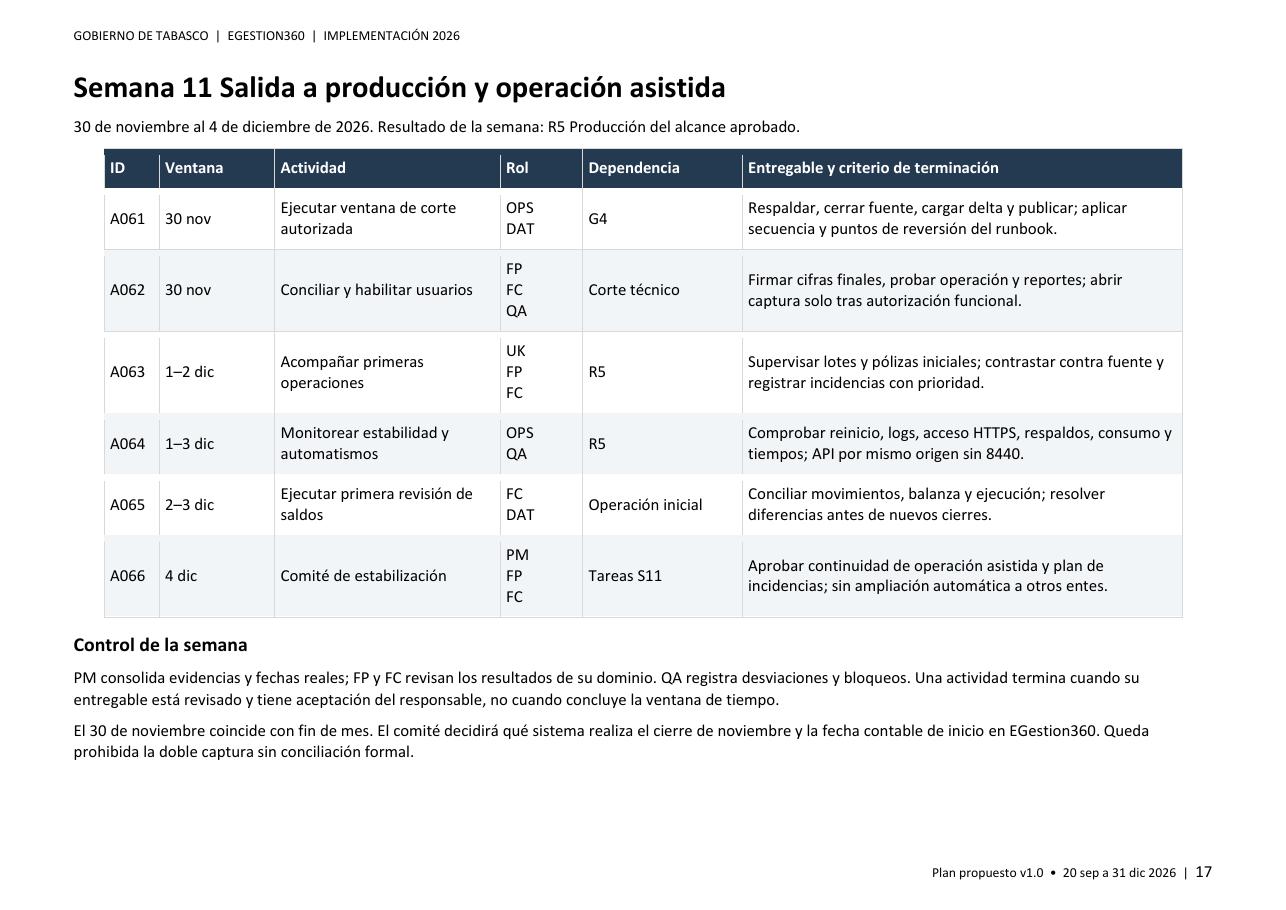 GOBIERNO DE TABASCO | EGESTION360 | IMPLEMENTACIÓN 2026
Semana 11 Salida a producción y operación asistida
30 de noviembre al 4 de diciembre de 2026. Resultado de la semana: R5 Producción del alcance aprobado.
ID Ventana Actividad Rol Dependencia Entregable y criterio de terminación
A061 30 nov Ejecutar ventana de corte autorizada OPS DAT G4 Respaldar, cerrar fuente, cargar delta y publicar; aplicar secuencia y puntos de reversión del runbook.
A062 30 nov Conciliar y habilitar usuarios FP FC QA Corte técnico Firmar cifras finales, probar operación y reportes; abrir captura solo tras autorización funcional.
A063 1–2 dic Acompañar primeras operaciones UK FP FC R5 Supervisar lotes y pólizas iniciales; contrastar contra fuente y registrar incidencias con prioridad.
A064 1–3 dic Monitorear estabilidad y automatismos OPS QA R5 Comprobar reinicio, logs, acceso HTTPS, respaldos, consumo y tiempos; API por mismo origen sin 8440.
A065 2–3 dic Ejecutar primera revisión de saldos FC DAT Operación inicial Conciliar movimientos, balanza y ejecución; resolver diferencias antes de nuevos cierres.
A066 4 dic Comité de estabilización PM FP FC Tareas S11 Aprobar continuidad de operación asistida y plan de incidencias; sin ampliación automática a otros entes.
Control de la semana
PM consolida evidencias y fechas reales; FP y FC revisan los resultados de su dominio. QA registra desviaciones y bloqueos. Una actividad termina cuando su
entregable está revisado y tiene aceptación del responsable, no cuando concluye la ventana de tiempo.
El 30 de noviembre coincide con fin de mes. El comité decidirá qué sistema realiza el cierre de noviembre y la fecha contable de inicio en EGestion360. Queda
prohibida la doble captura sin conciliación formal.
Plan propuesto v1.0 • 20 sep a 31 dic 2026 | 17